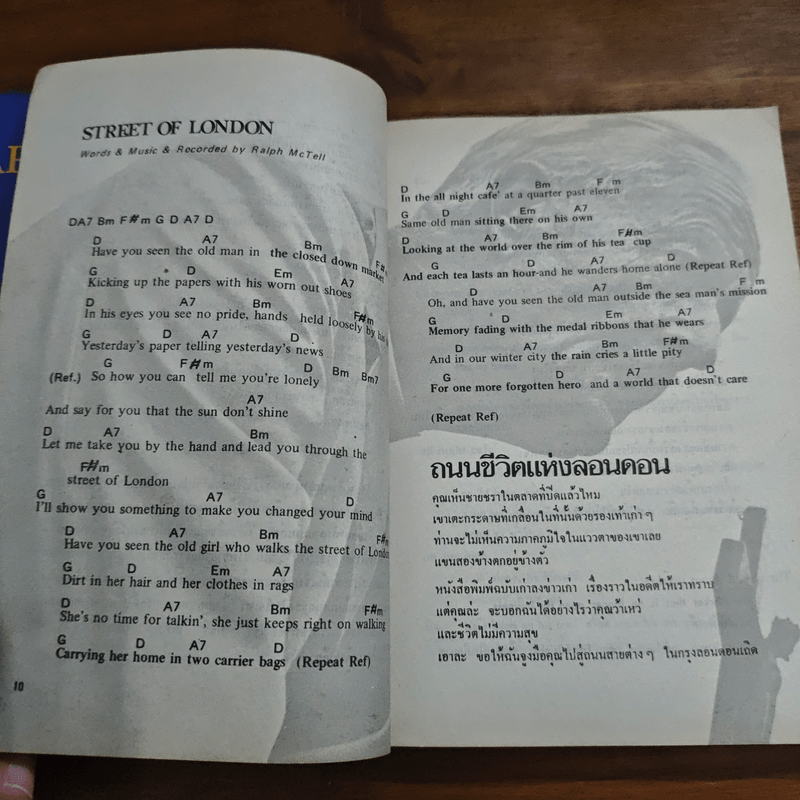 STREET OF LONDON
Words & Music & Recorded by Ralph McTell
DA7 Bm F#m G D A7 D
D A7 Bm F#
Have you seen the old man in the closed down market
G D Em A7
Kicking up the papers with his worn out shoes
D A7 Bm F#m
In his eyes you see no pride, hands held loosely by his
G D A7 D
Yesterday's paper telling yesterday's news
G F#m D Bm Bm7
(Ref.) So how you can tell me you're lonely
A7
And say for you that the sun don't shine
D A7 Bm
Let me take you by the hand and lead you through the
F#m
street of London
G A7 D
I'll show you something to make you changed your mind
D A7 Bm F#m
Have you seen the old girl who walks the street of London
G D Em A7
Dirt in her hair and her clothes in rags
D A7 Bm F#m
She's no time for talkin', she just keeps right on walking
G D A7 D
Carrying her home in two carrier bags (Repeat Ref)
10
D A7 Bm F m
In the all night cafe' at a quarter past eleven
G D Em A7
Same old man sitting there on his own
D A7 Bm F#m
Looking at the world over the rim of his tea cup
G D A7 D
And each tea lasts an hour-and he wanders home alone (Repeat Ref)
D A7 Bm F m
Oh, and have you seen the old man outside the sea man's mission
G D Em A7
Memory fading with the medal ribbons that he wears
D A7 Bm F#m
And in our winter city the rain cries a little pity
G D A7 D
For one more forgotten hero and a world that doesn't care
(Repeat Ref)
ถนนชีวิตแห่งลอนดอน
คุณเห็นชายชราในตลาดที่ปิดแล้วไหม
เขาเตะกระดาษที่เกลื่อนในที่นั้นด้วยรองเท้าเก่า ๆ
ท่านจะไม่เห็นความภาคภูมิใจในแววตาของเขาเลย
แขนสองข้างตกอยู่ข้างตัว
หนังสือพิมพ์ฉบับเก่าลงข่าวเก่า เรื่องราวในอดีตให้เราทราบ
แต่คุณล่ะ จะบอกฉันได้อย่างไรว่าคุณว้าเหว่
และชีวิตไม่มีความสุข
เอาละ ขอให้ฉันจูงมือคุณไปสู่ถนนสายต่าง ๆ ในกรุงลอนดอนเถิด